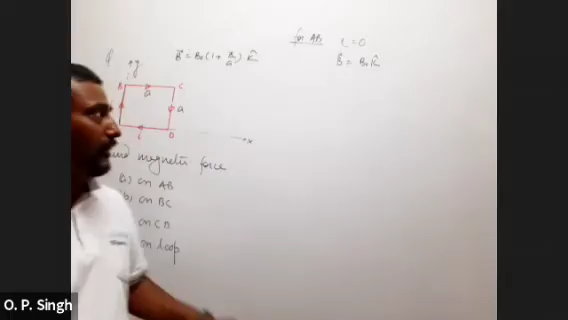 for AB x=0
B = B₀(1+x/a) k̂
B = B₀ k̂
eg.
B C
a
a
i D
x
magnetic force
(a) on AB
(b) on BC
on CD
on loop
O. P. Singh